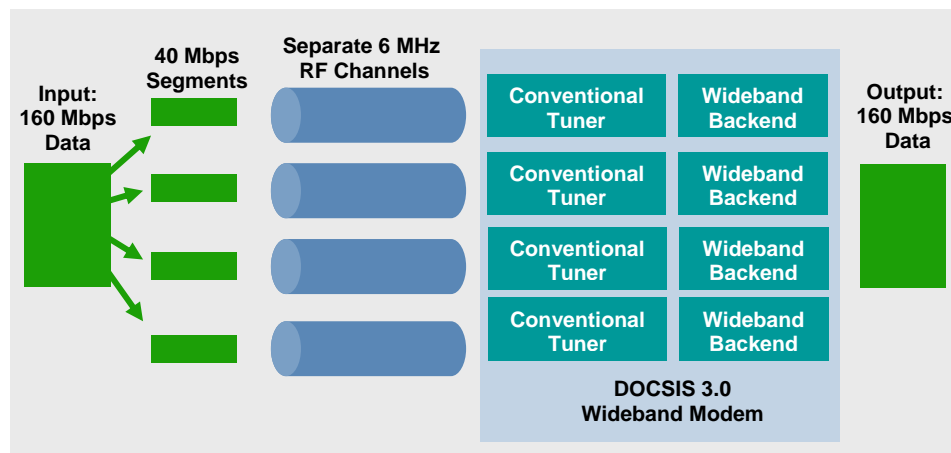 Input:
160 Mbps
Data
40 Mbps
Segments
Separate 6 MHz
RF Channels
Conventional
Tuner
Wideband
Backend
Conventional
Tuner
Wideband
Backend
Conventional
Tuner
Wideband
Backend
Conventional
Tuner
Wideband
Backend
DOCSIS 3.0
Wideband Modem
Output:
160 Mbps
Data